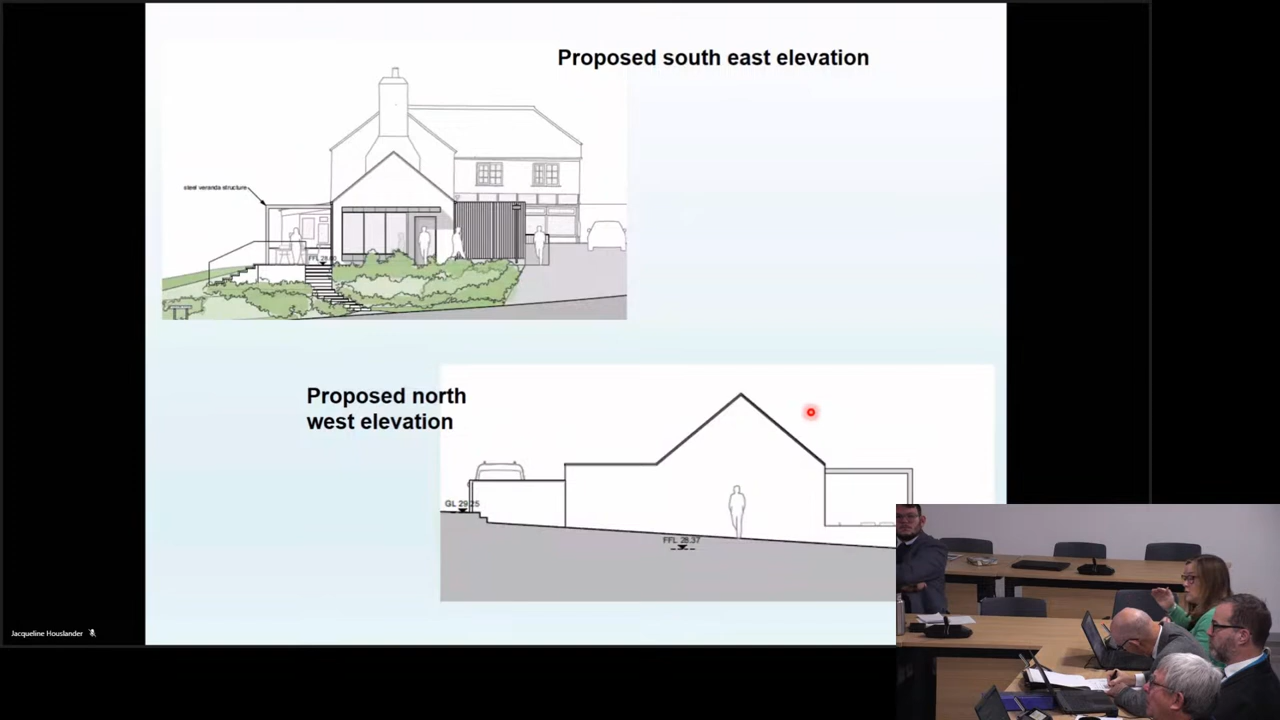 Proposed south east elevation
steel veranda structure
Proposed north
west elevation
GL 29.25
FFL 28.37
Jacqueline Houslander